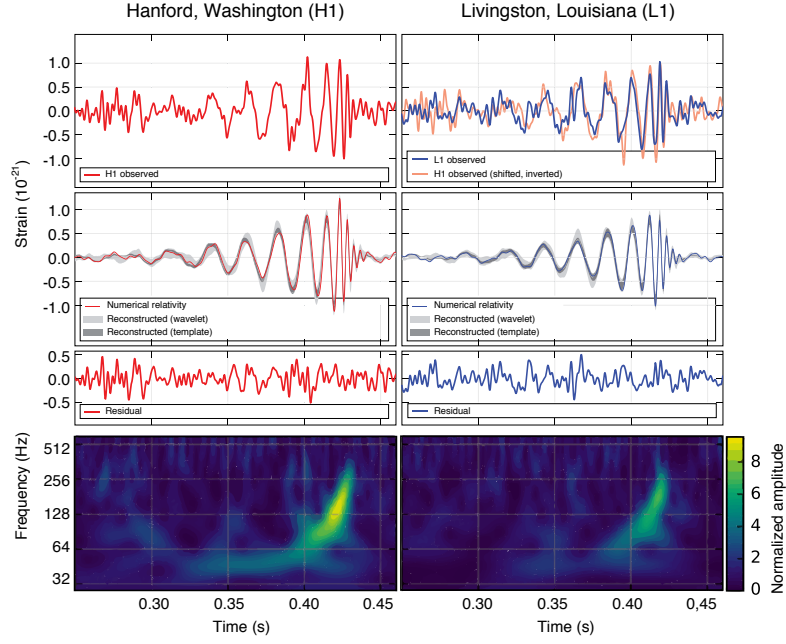 Hanford, Washington (H1)
Livingston, Louisiana (L1)
Strain (10⁻²¹)
1.0
0.5
0.0
-0.5
-1.0
H1 observed
L1 observed
H1 observed (shifted, inverted)
1.0
0.5
0.0
-0.5
-1.0
Numerical relativity
Reconstructed (wavelet)
Reconstructed (template)
Numerical relativity
Reconstructed (wavelet)
Reconstructed (template)
0.5
0.0
-0.5
Residual
Residual
Frequency (Hz)
512
256
128
64
32
Normalized amplitude
8
6
4
2
0
0.30
0.35
0.40
0.45
0.30
0.35
0.40
0,45
Time (s)
Time (s)